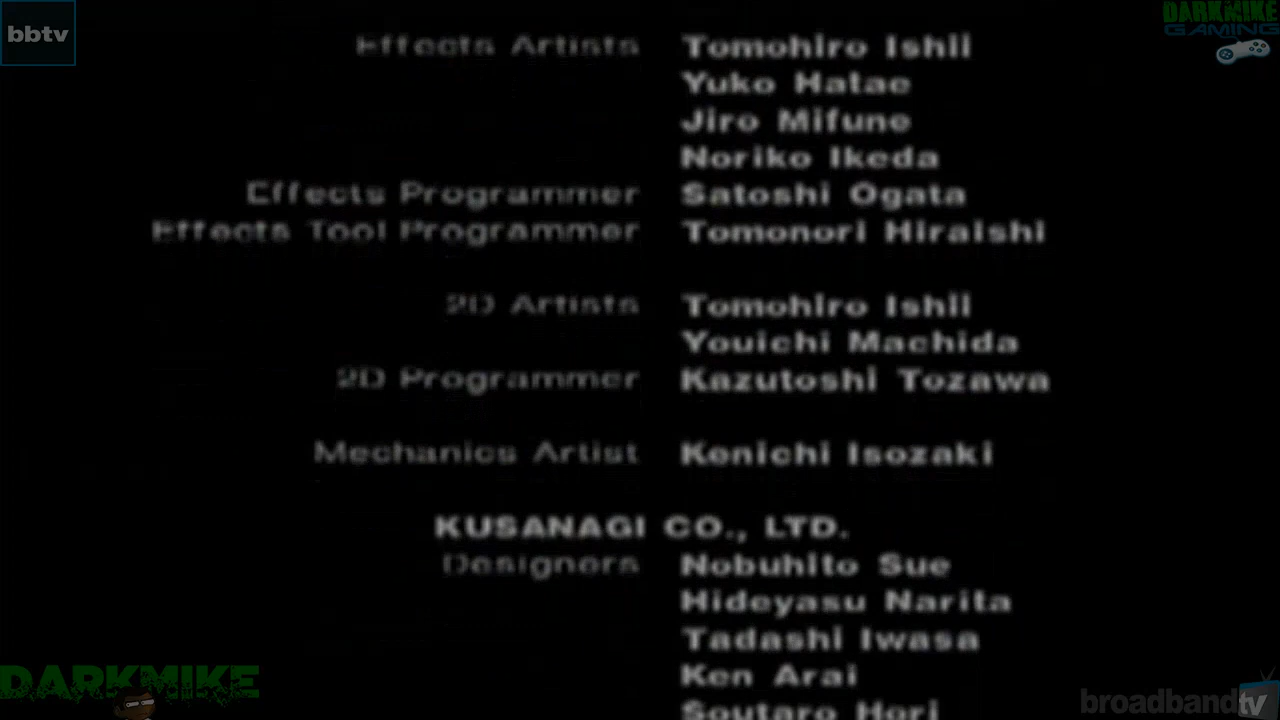 bbtv
DARKMIKE
GAMING
Effects Artists Tomohiro Ishii
Yuko Hatae
Jiro Mifune
Noriko Ikeda
Effects Programmer Satoshi Ogata
Effects Tool Programmer Tomonori Hiraishi
2D Artists Tomohiro Ishii
Youichi Machida
2D Programmer Kazutoshi Tozawa
Mechanics Artist Kenichi Isozaki
KUSANAGI CO., LTD.
Designers Nobuhito Sue
Hideyasu Narita
Tadashi Iwasa
Ken Arai
Soutaro Hori
DARKMIKE
broadbandtv